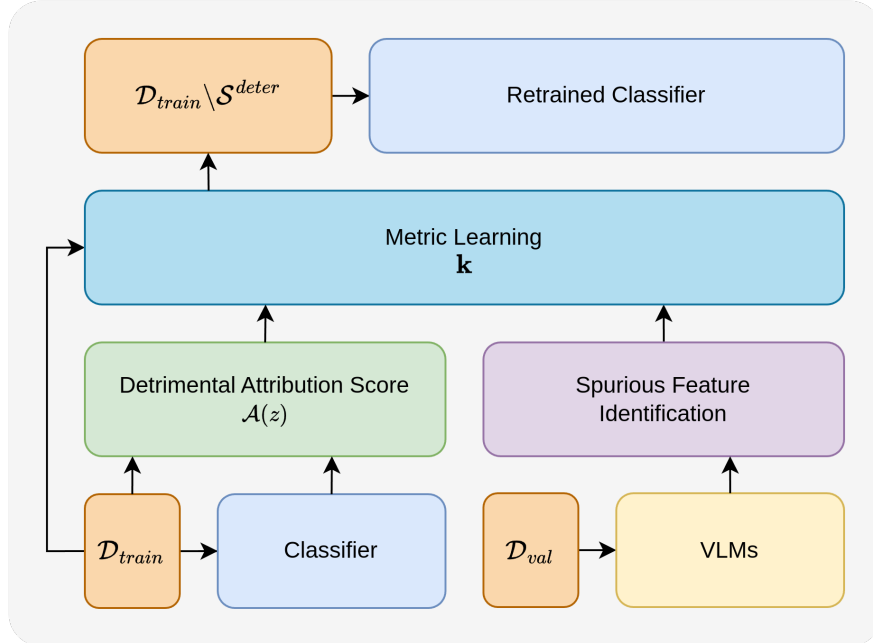 𝒟_train\𝒮^deter
Retrained Classifier
Metric Learning
k
Detrimental Attribution Score
𝒜(z)
Spurious Feature
Identification
𝒟_train
Classifier
𝒟_val
VLMs